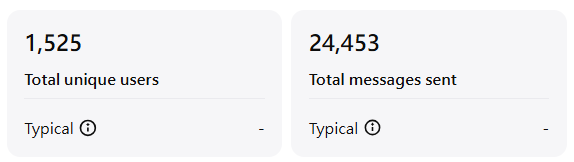 1,525
Total unique users
Typical -
24,453
Total messages sent
Typical -